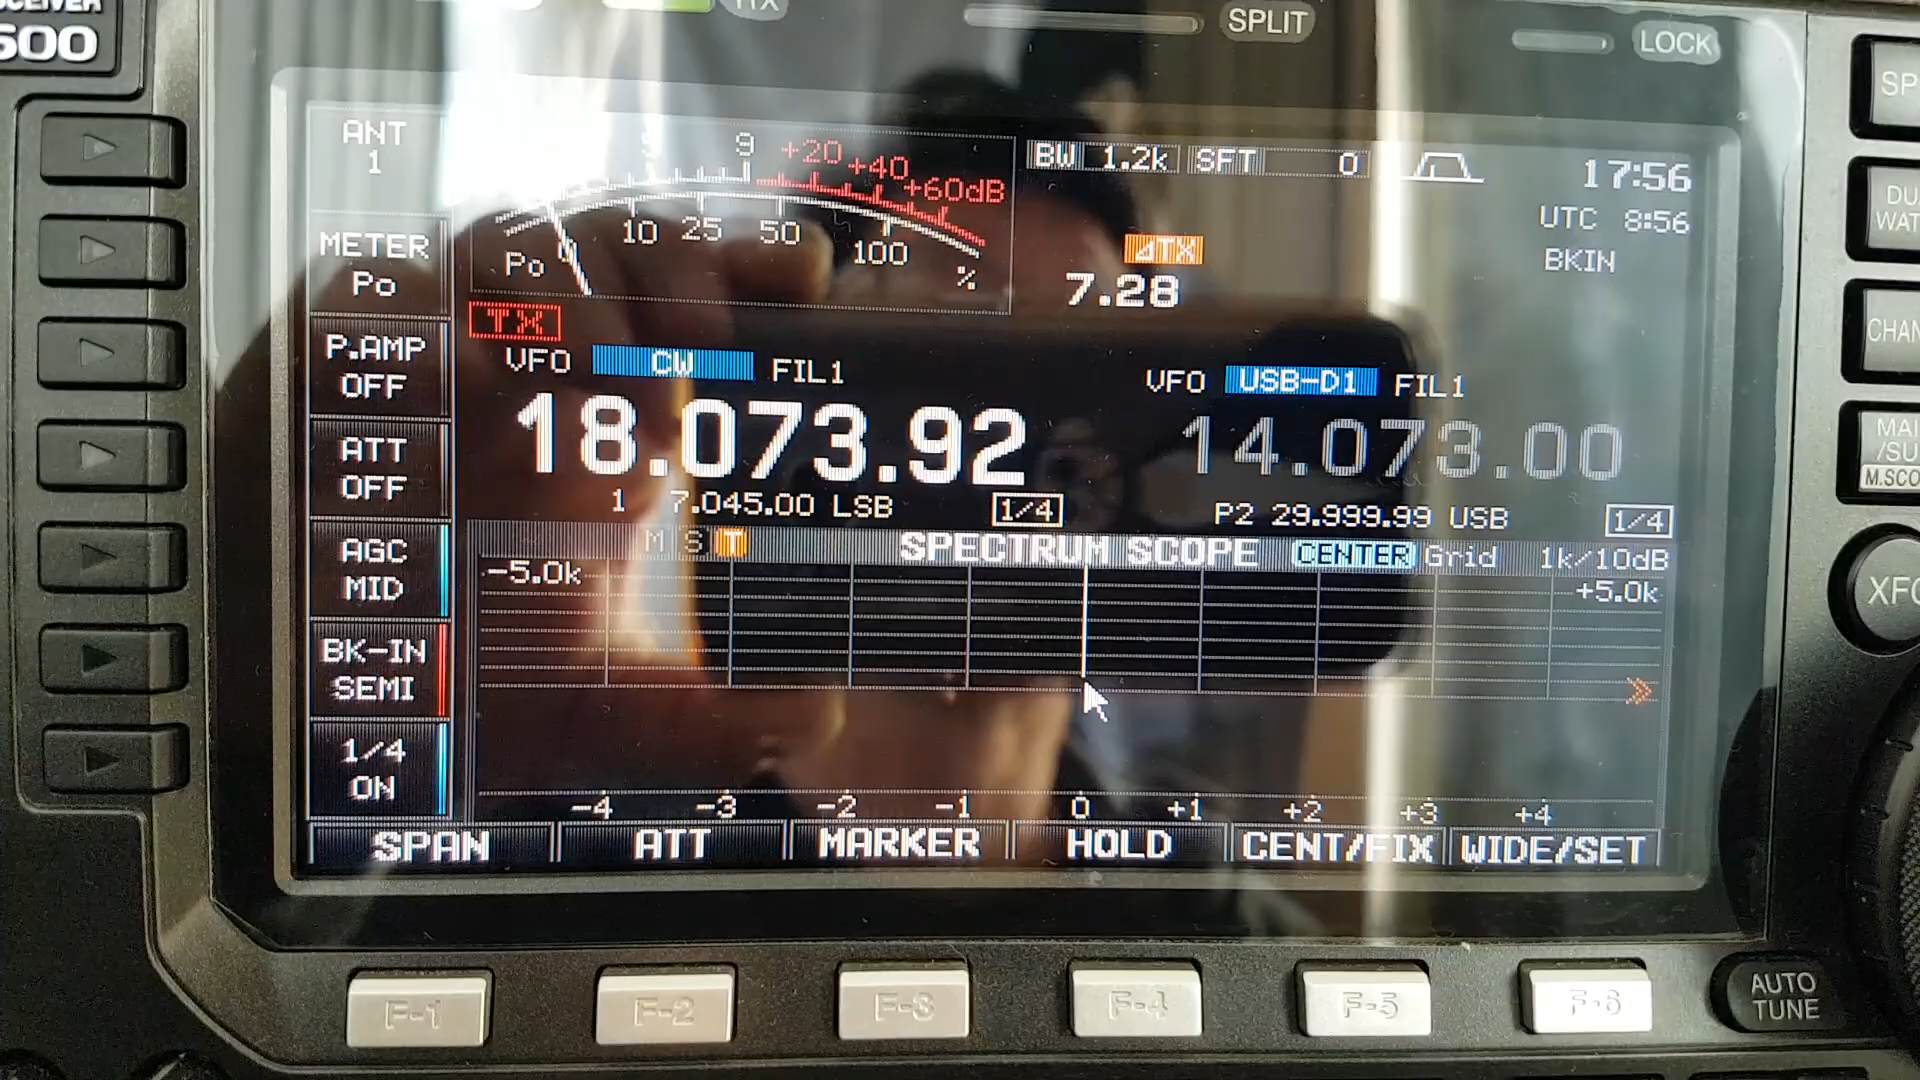 600
SPLIT
LOCK
ANT
1
9
+20
+40
+60dB
10 25 50 100 %
Po
BW 1.2k
SFT 0
17:56
UTC 8:56
BKIN
⊿TX
7.28
METER
Po
TX
P.AMP
OFF
VFO CW FIL1
VFO USB-D1 FIL1
18.073.92
14.073.00
ATT
OFF
1 7.045.00 LSB 1/4
P2 29.999.99 USB 1/4
M S T SPECTRUM SCOPE CENTER Grid 1k/10dB
-5.0k
+5.0k
AGC
MID
BK-IN
SEMI
1/4
ON
-4 -3 -2 -1 0 +1 +2 +3 +4
SPAN ATT MARKER HOLD CENT/FIX WIDE/SET
F-1 F-2 F-3 F-4 F-5 F-6
AUTO
TUNE
/SU
M.SCO
XFC